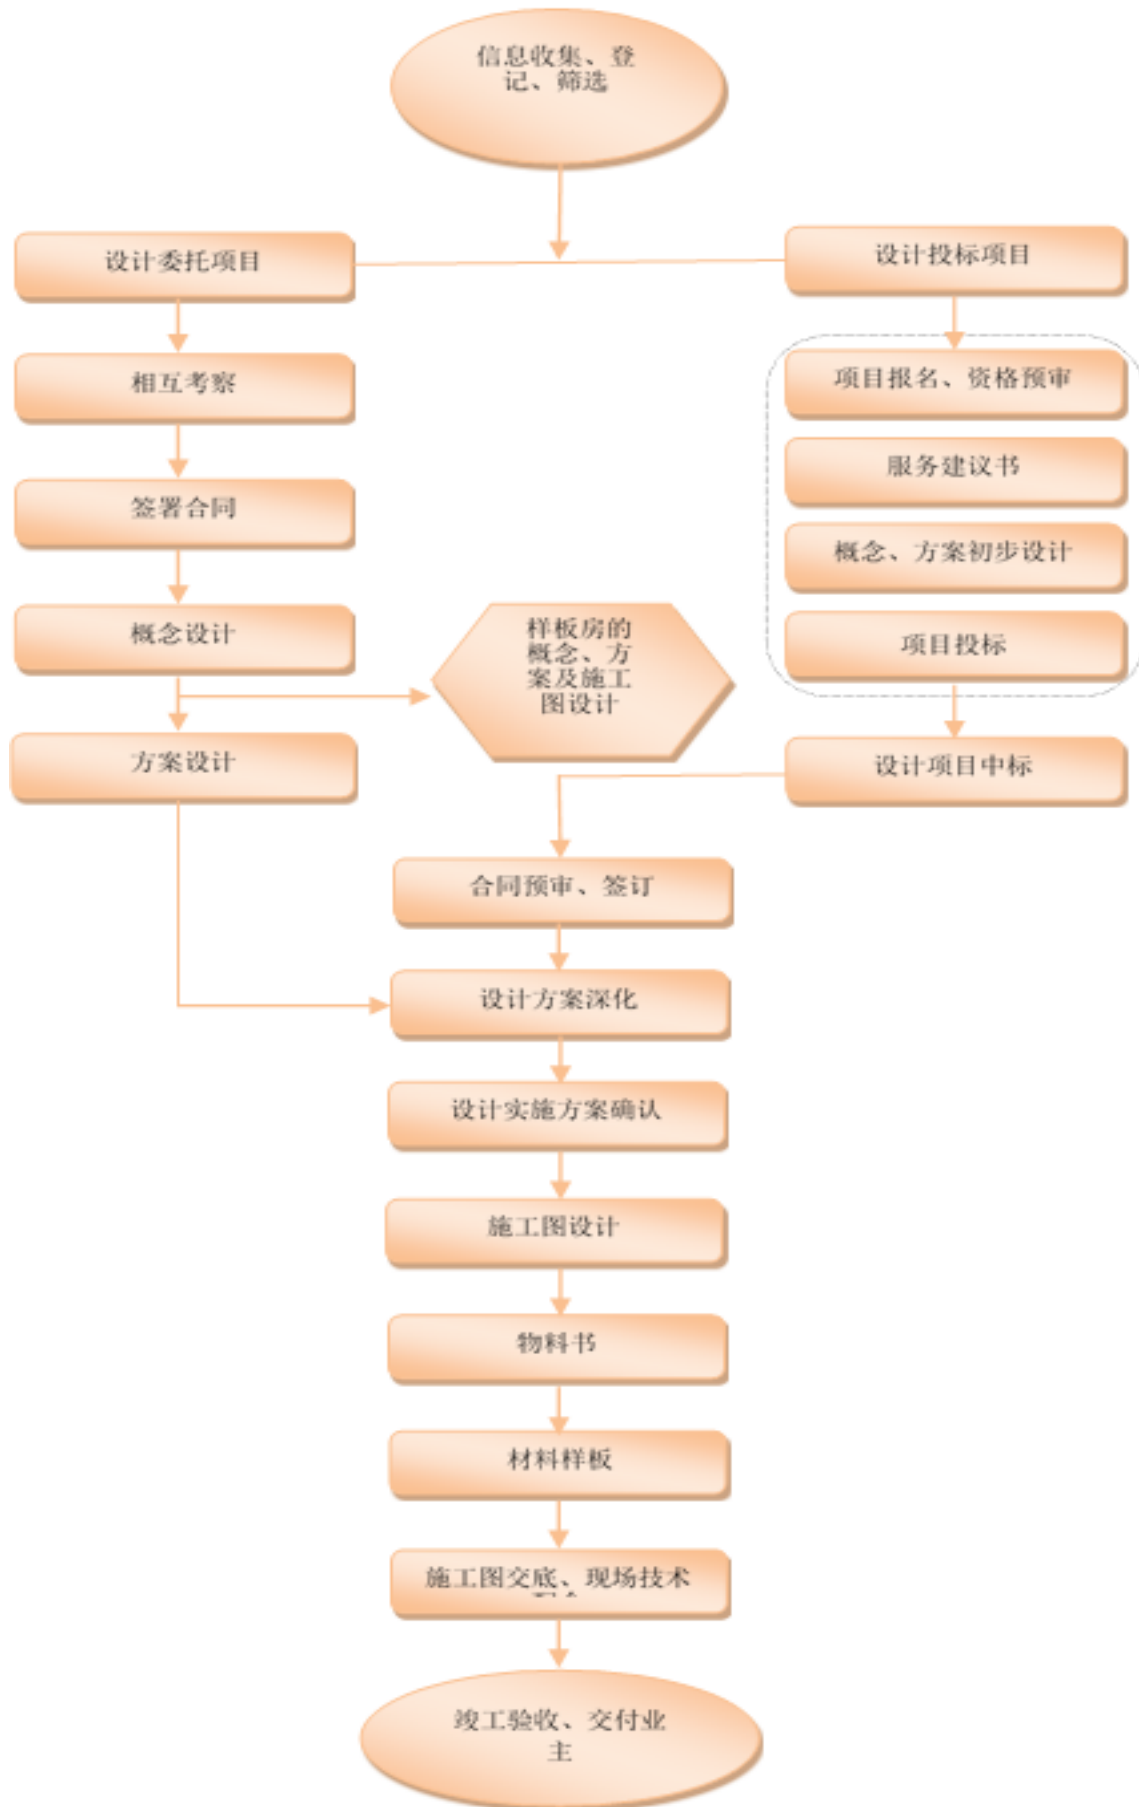 信息收集、登
记、筛选
设计委托项目
设计投标项目
相互考察
项目报名、资格预审
服务建议书
签署合同
概念、方案初步设计
概念设计
样板房的
概念、方
案及施工
图设计
项目投标
方案设计
设计项目中标
合同预审、签订
设计方案深化
设计实施方案确认
施工图设计
物料书
材料样板
施工图交底、现场技术
竣工验收、交付业
主